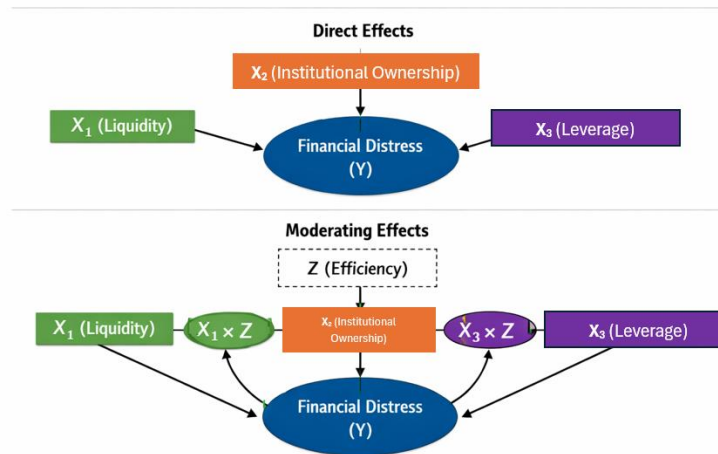 Direct Effects
X₂ (Institutional Ownership)
X₁ (Liquidity)
X₃ (Leverage)
Financial Distress
(Y)
Moderating Effects
Z (Efficiency)
X₁ (Liquidity)
X₁ × Z
X₂ (Institutional
Ownership)
X₃ × Z
X₃ (Leverage)
Financial Distress
(Y)